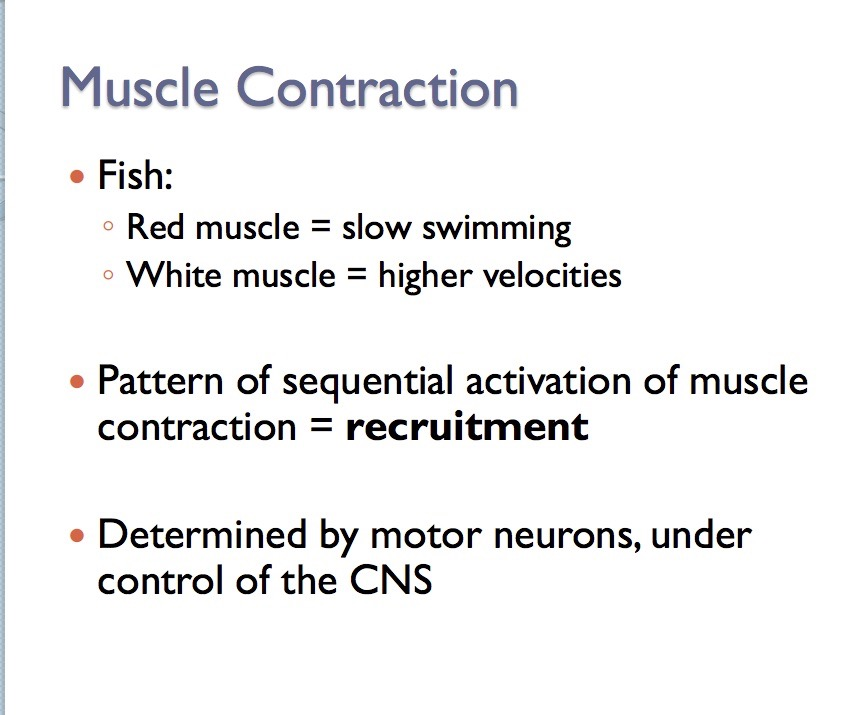 Muscle Contraction
• Fish:
◦ Red muscle = slow swimming
◦ White muscle = higher velocities
• Pattern of sequential activation of muscle
contraction = recruitment
• Determined by motor neurons, under
control of the CNS